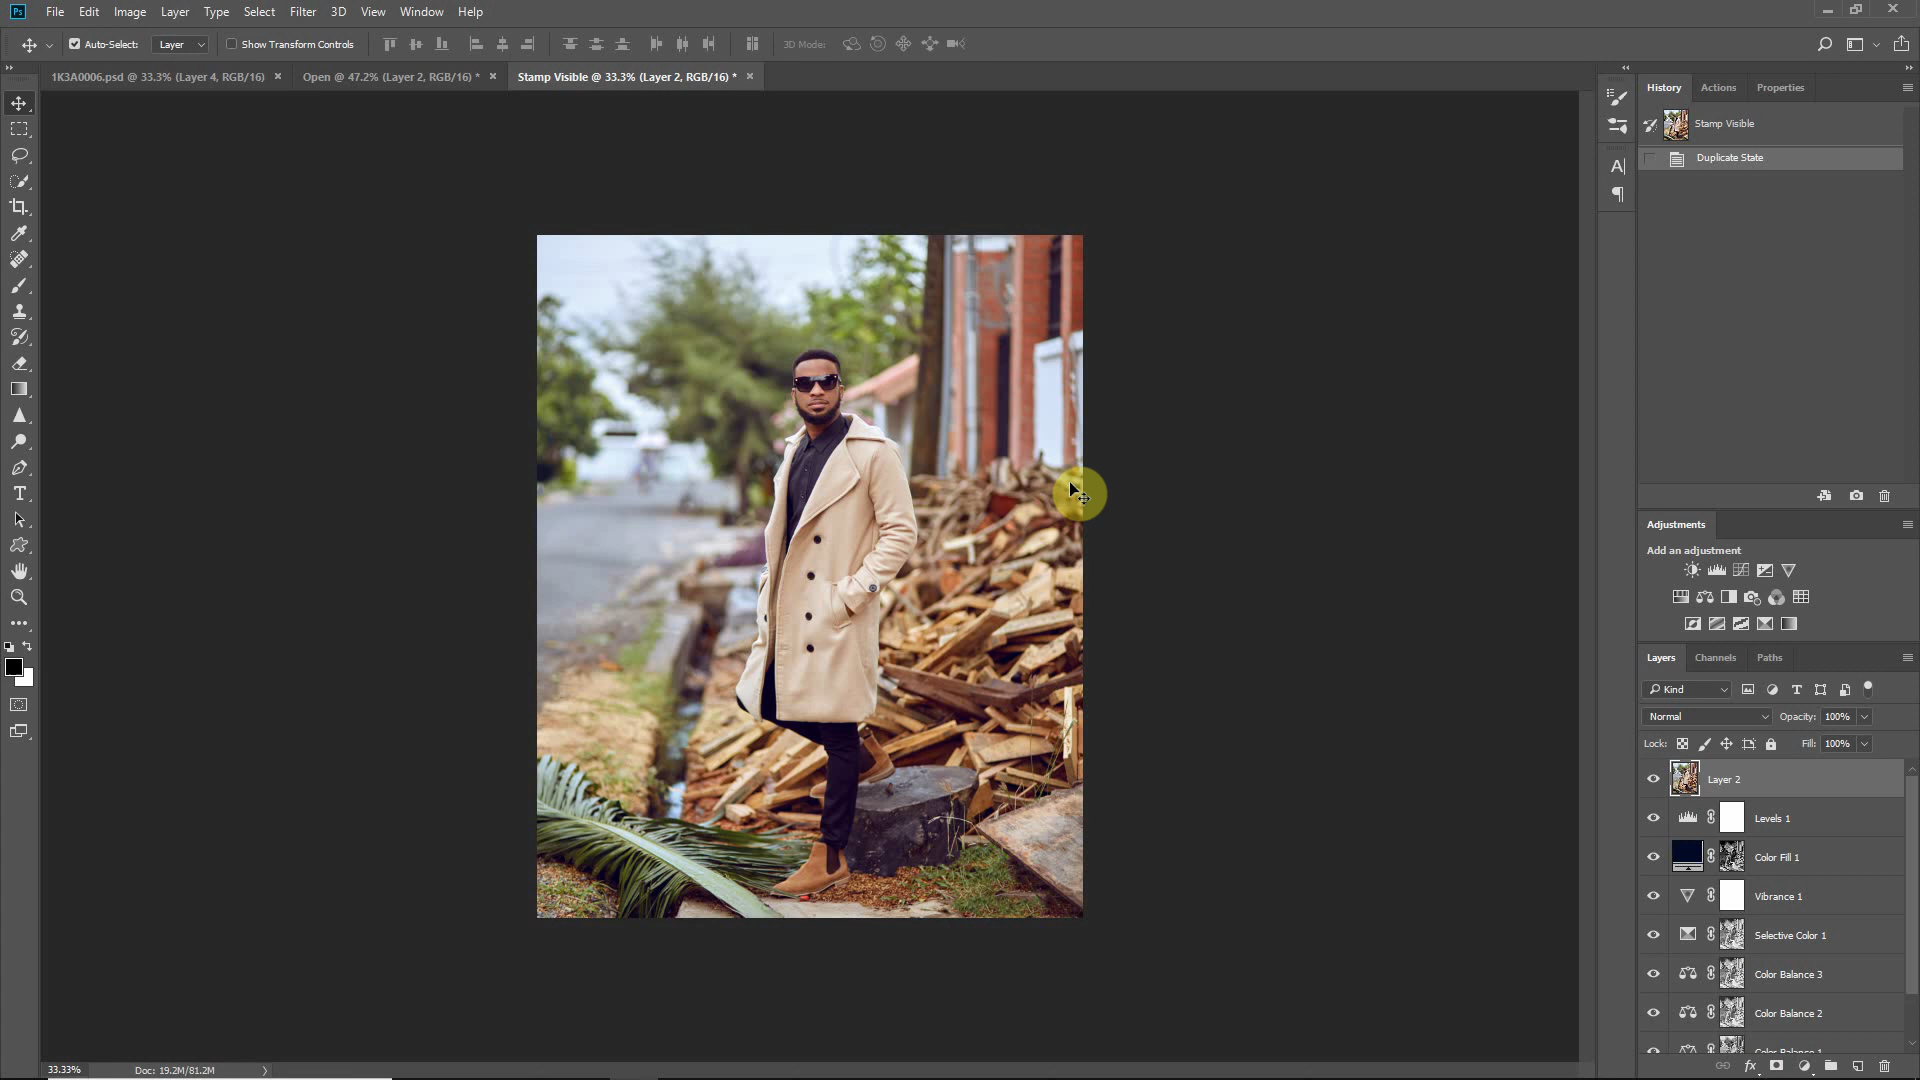 Ps File Edit Image Layer Type Select Filter 3D View Window Help
Auto-Select: Layer Show Transform Controls 3D Mode:
1K3A0006.psd @ 33.3% (Layer 4, RGB/16) × Open @ 47.2% (Layer 2, RGB/16) * × Stamp Visible @ 33.3% (Layer 2, RGB/16) * ×
History Actions Properties
Stamp Visible
Duplicate State
Adjustments
Add an adjustment
Layers Channels Paths
Kind
Normal Opacity: 100%
Lock: Fill: 100%
Layer 2
Levels 1
Color Fill 1
Vibrance 1
Selective Color 1
Color Balance 3
Color Balance 2
Color Balance 1
33.33% Doc: 19.2M/81.2M